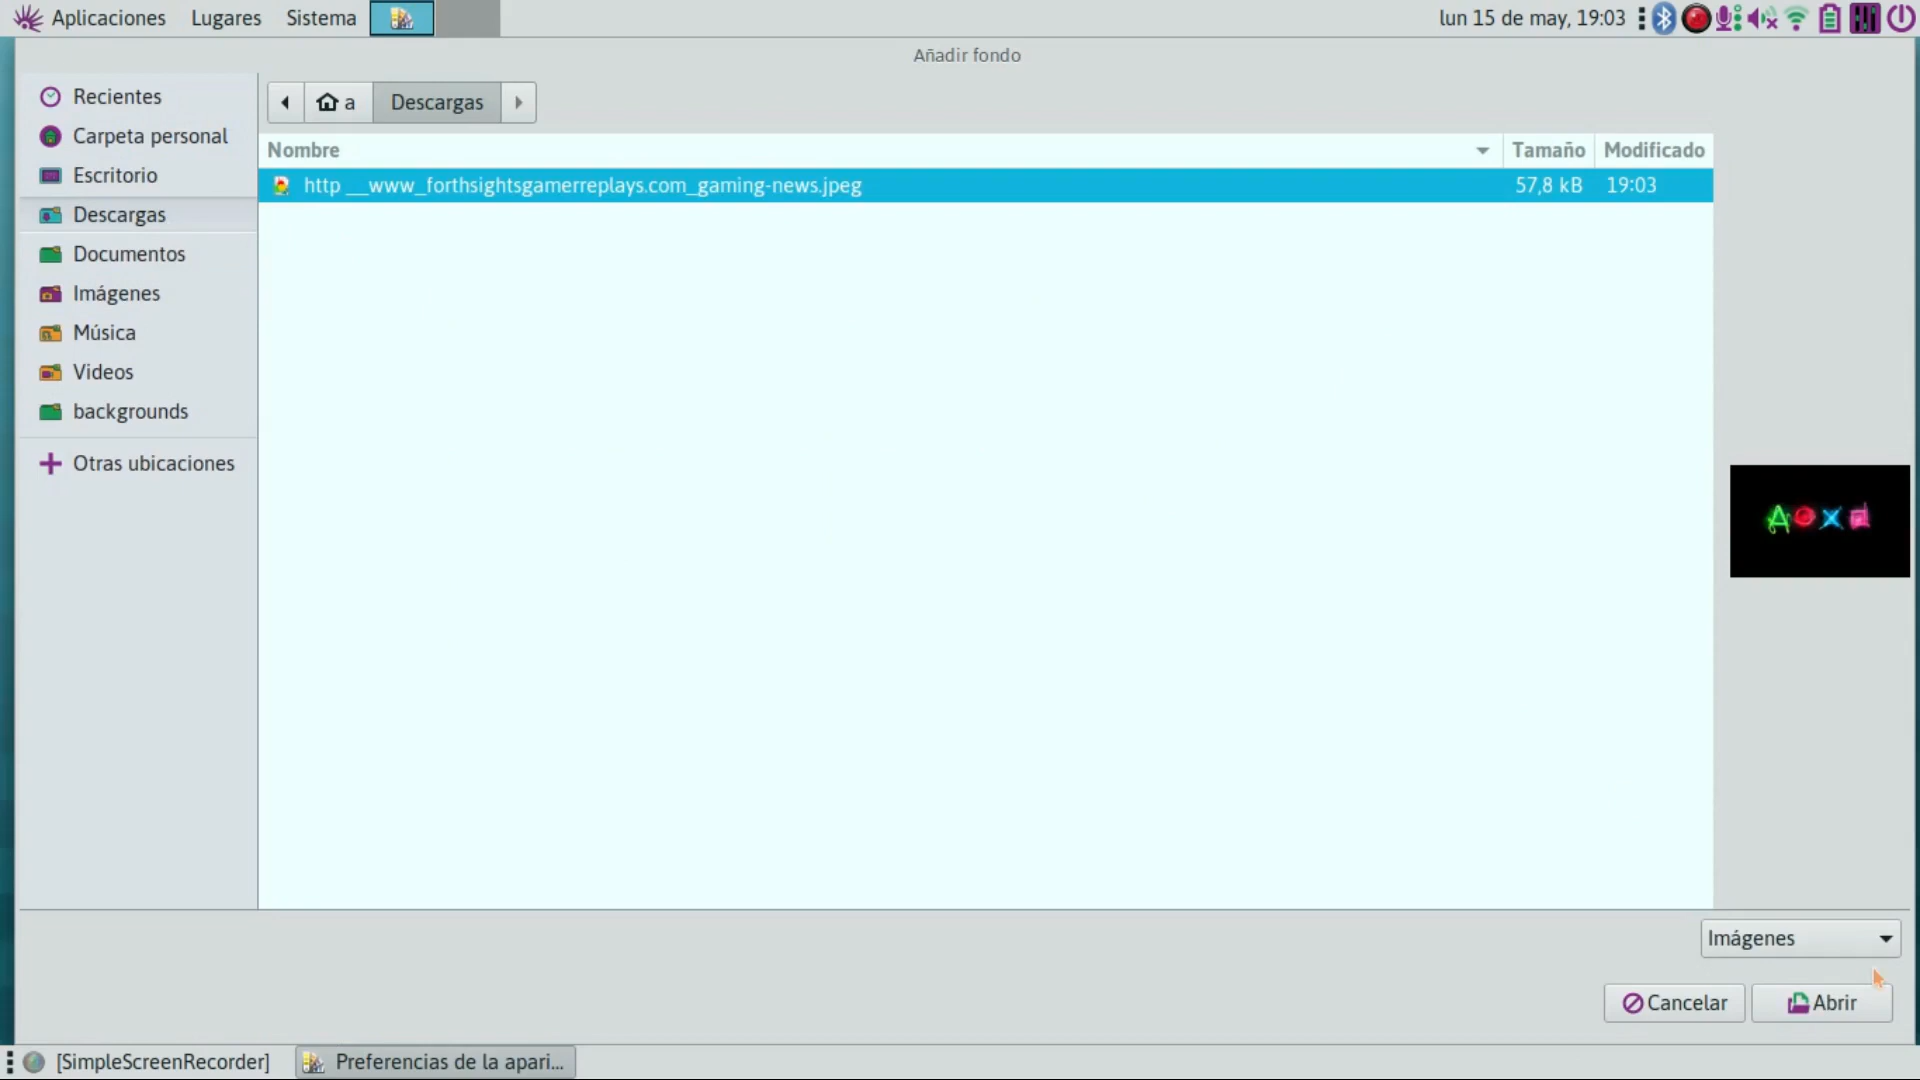 Aplicaciones Lugares Sistema lun 15 de may, 19:03
Añadir fondo
Recientes
Carpeta personal
Escritorio
Descargas
Documentos
Imágenes
Música
Videos
backgrounds
Otras ubicaciones
a Descargas
Nombre Tamaño Modificado
http __www_forthsightsgamerreplays.com_gaming-news.jpeg 57,8 kB 19:03
Imágenes
Cancelar Abrir
[SimpleScreenRecorder] Preferencias de la apari...